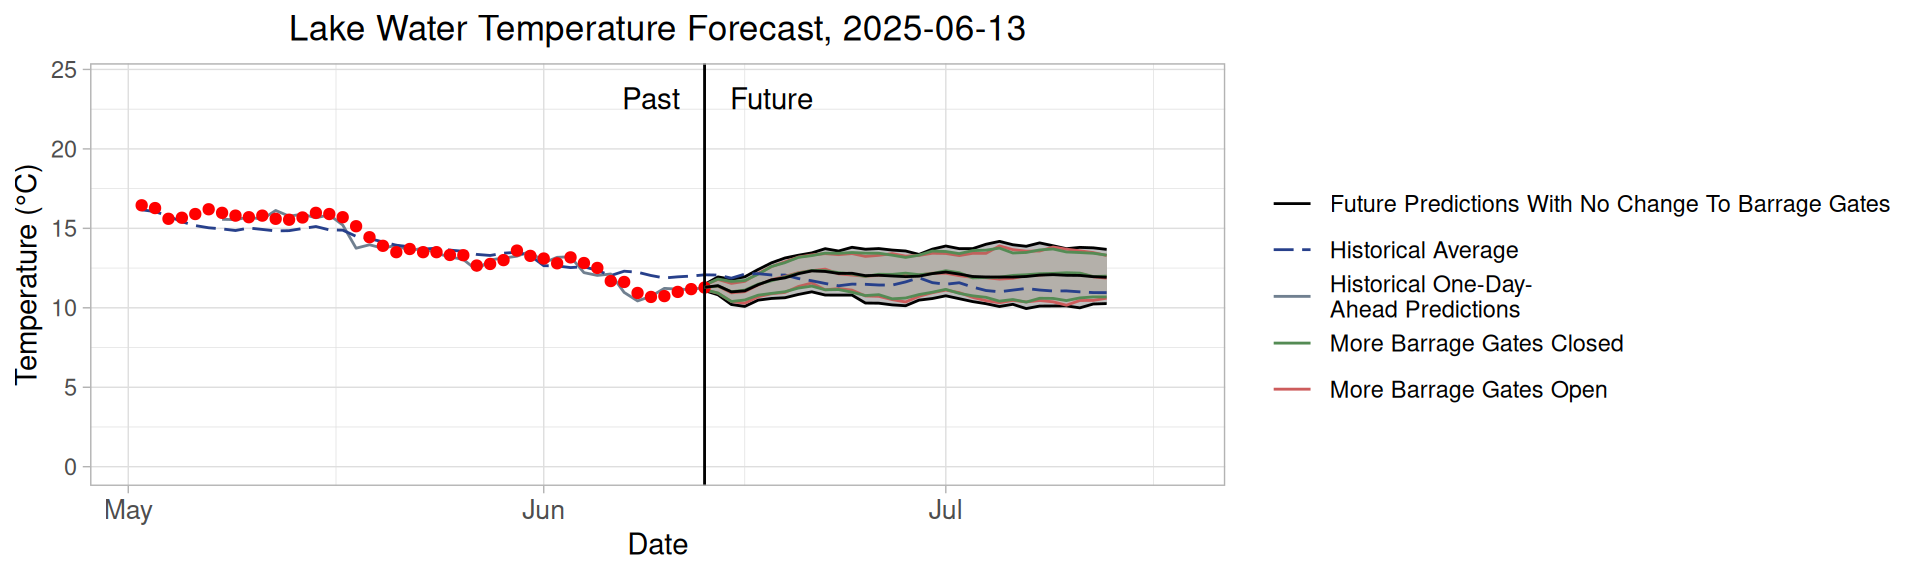 Lake Water Temperature Forecast, 2025-06-13
25
20
15
10
5
0
Temperature (°C)
Past
Future
May
Jun
Jul
Date
Future Predictions With No Change To Barrage Gates
Historical Average
Historical One-Day-
Ahead Predictions
More Barrage Gates Closed
More Barrage Gates Open